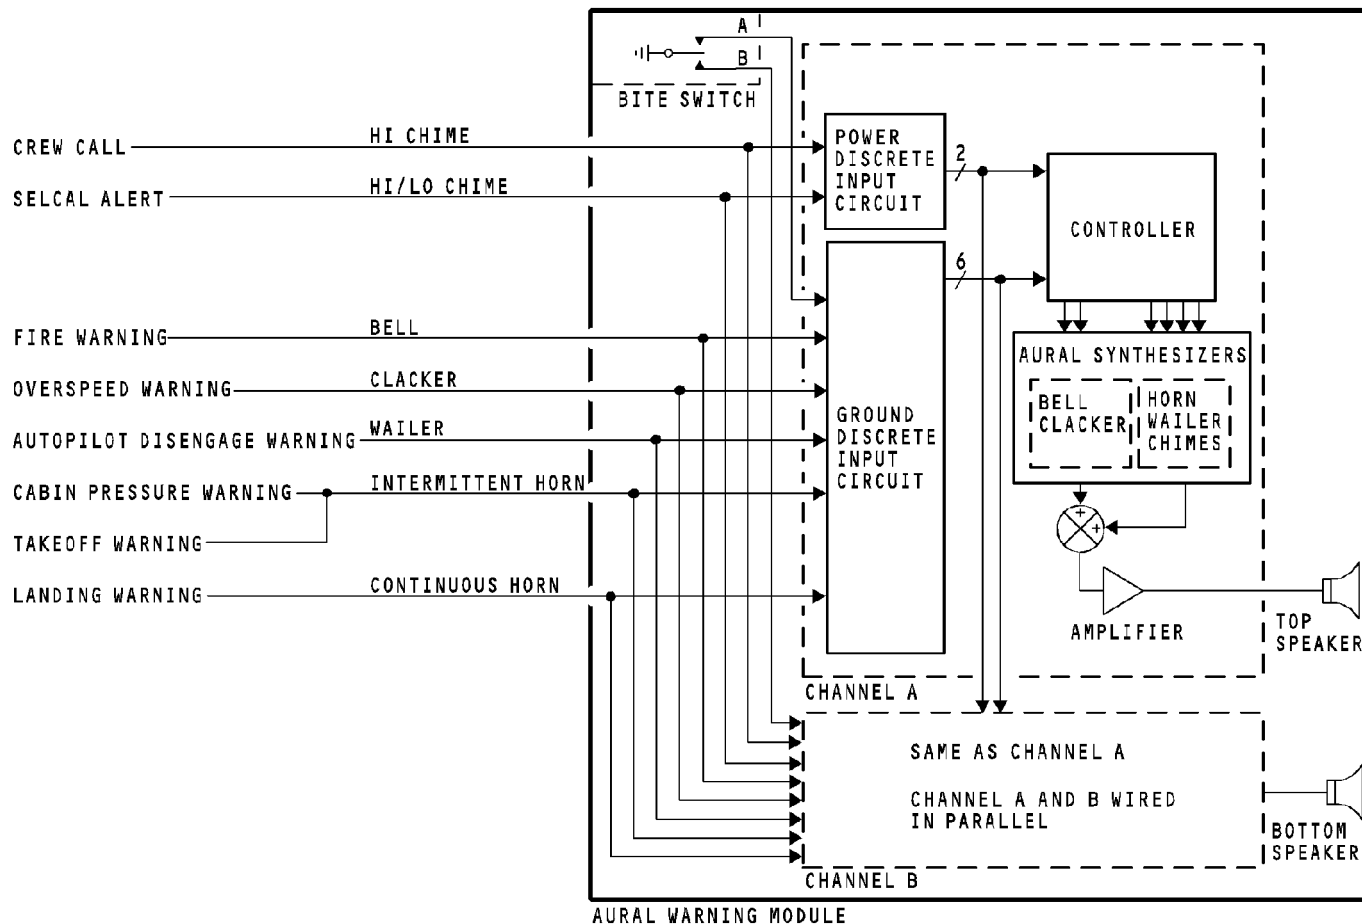 A
B
BITE SWITCH
CREW CALL
HI CHIME
SELCAL ALERT
HI/LO CHIME
POWER
DISCRETE
INPUT
CIRCUIT
2
CONTROLLER
6
FIRE WARNING
BELL
OVERSPEED WARNING
CLACKER
AUTOPILOT DISENGAGE WARNING
WAILER
CABIN PRESSURE WARNING
INTERMITTENT HORN
TAKEOFF WARNING
LANDING WARNING
CONTINUOUS HORN
GROUND
DISCRETE
INPUT
CIRCUIT
AURAL SYNTHESIZERS
BELL
CLACKER
HORN
WAILER
CHIMES
+
+
AMPLIFIER
TOP
SPEAKER
CHANNEL A
SAME AS CHANNEL A
CHANNEL A AND B WIRED
IN PARALLEL
BOTTOM
SPEAKER
CHANNEL B
AURAL WARNING MODULE